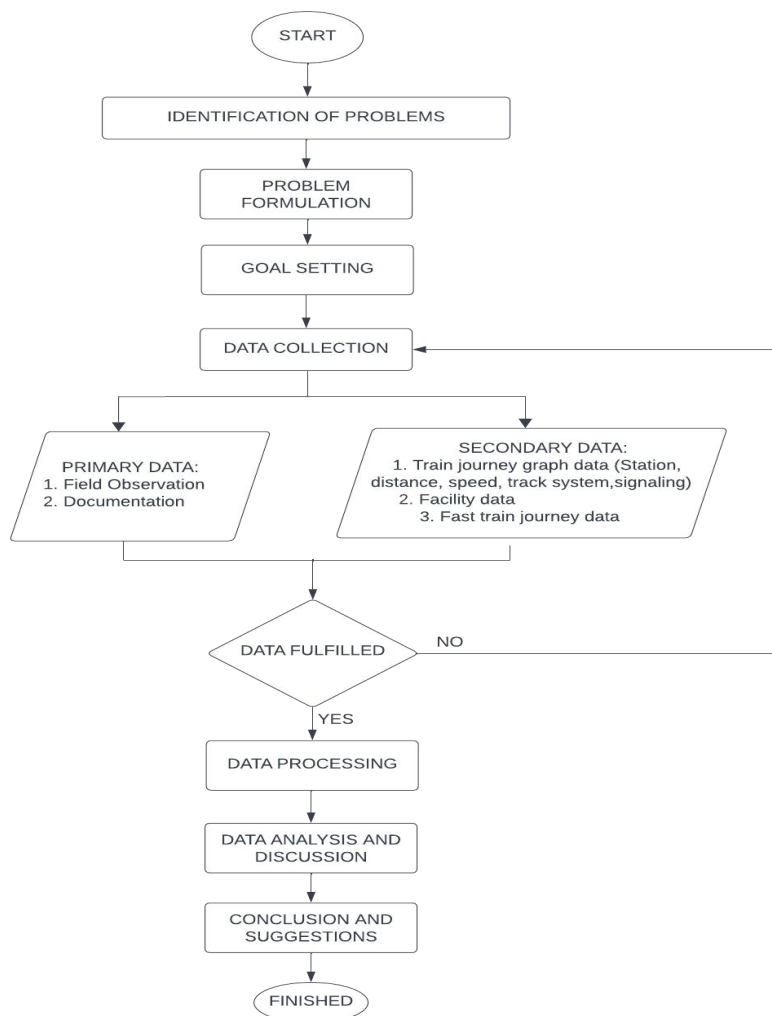 START
IDENTIFICATION OF PROBLEMS
PROBLEM
FORMULATION
GOAL SETTING
DATA COLLECTION
PRIMARY DATA:
1. Field Observation
2. Documentation
SECONDARY DATA:
1. Train journey graph data (Station,
distance, speed, track system,signaling)
2. Facility data
3. Fast train journey data
DATA FULFILLED
NO
YES
DATA PROCESSING
DATA ANALYSIS AND
DISCUSSION
CONCLUSION AND
SUGGESTIONS
FINISHED